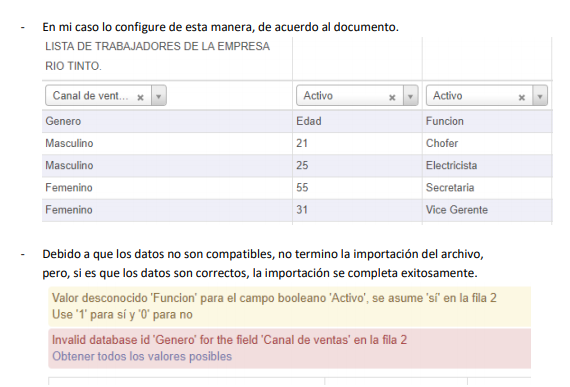 - En mi caso lo configure de esta manera, de acuerdo al documento.
LISTA DE TRABAJADORES DE LA EMPRESA
RIO TINTO.
Canal de vent... × Activo × Activo ×
Genero Edad Funcion
Masculino 21 Chofer
Masculino 25 Electricista
Femenino 55 Secretaria
Femenino 31 Vice Gerente
- Debido a que los datos no son compatibles, no termino la importación del archivo,
pero, si es que los datos son correctos, la importación se completa exitosamente.
Valor desconocido 'Funcion' para el campo booleano 'Activo', se asume 'sí' en la fila 2
Use '1' para sí y '0' para no
Invalid database id 'Genero' for the field 'Canal de ventas' en la fila 2
Obtener todos los valores posibles